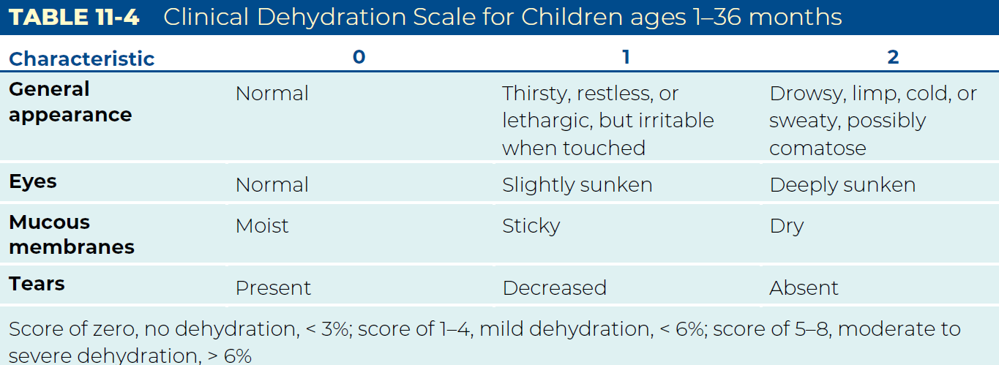 TABLE 11-4 Clinical Dehydration Scale for Children ages 1–36 months
Characteristic 0 1 2
General appearance Normal Thirsty, restless, or lethargic, but irritable when touched Drowsy, limp, cold, or sweaty, possibly comatose
Eyes Normal Slightly sunken Deeply sunken
Mucous membranes Moist Sticky Dry
Tears Present Decreased Absent
Score of zero, no dehydration, < 3%; score of 1–4, mild dehydration, < 6%; score of 5–8, moderate to
severe dehydration, > 6%